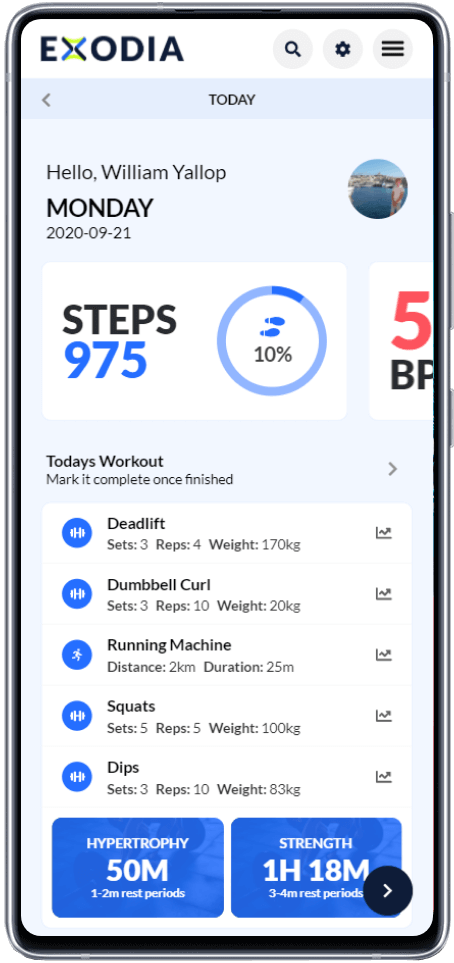 EXODIA
TODAY
Hello, William Yallop
MONDAY
2020-09-21
STEPS
975
10%
5
BP
Todays Workout
Mark it complete once finished
Deadlift
Sets: 3 Reps: 4 Weight: 170kg
Dumbbell Curl
Sets: 3 Reps: 10 Weight: 20kg
Running Machine
Distance: 2km Duration: 25m
Squats
Sets: 5 Reps: 5 Weight: 100kg
Dips
Sets: 3 Reps: 10 Weight: 83kg
HYPERTROPHY
50M
1-2m rest periods
STRENGTH
1H 18M
3-4m rest periods